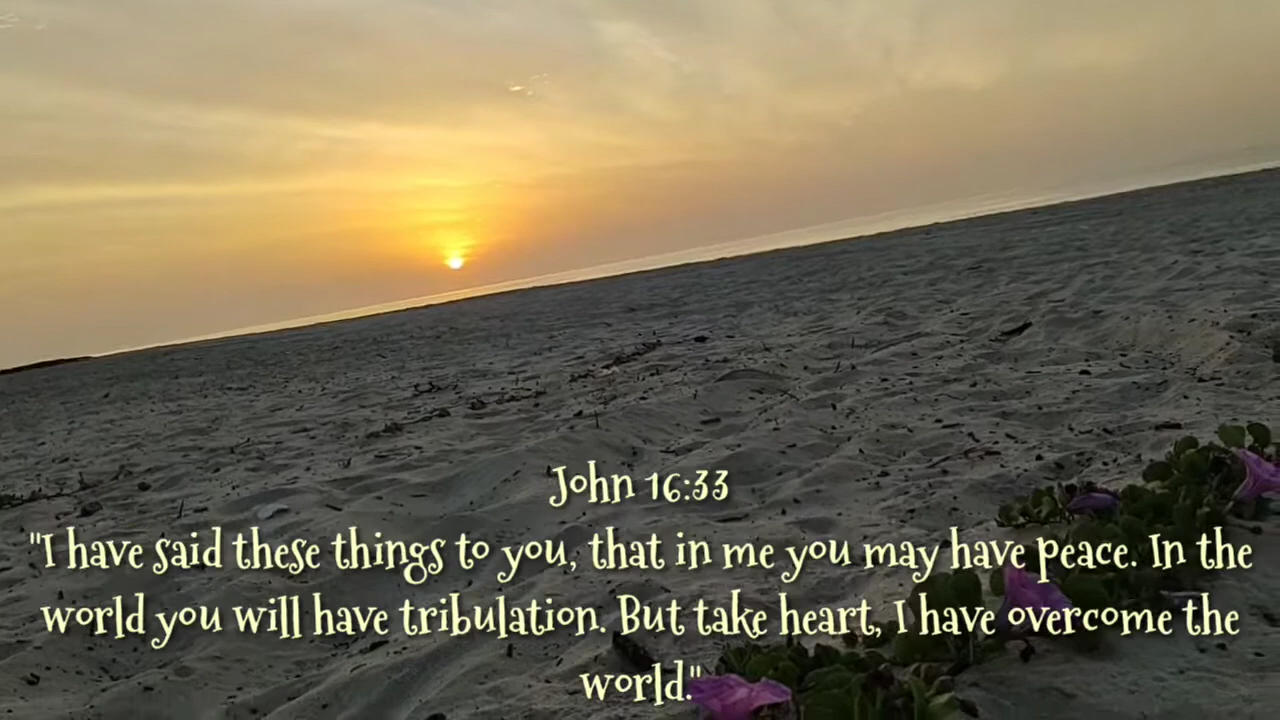 John 16:33
"I have said these things to you, that in me you may have peace. In the
world you will have tribulation. But take heart, I have overcome the
world."